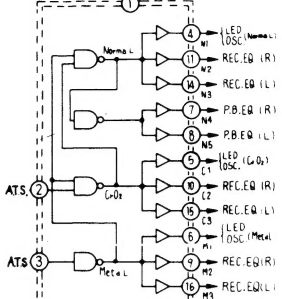 1
4 LED
OSC. (Normal)
N1
Normal
11 REC.EQ (R)
N2
14 REC.EQ (L)
N3
7 P.B.EQ (R)
N4
8 P.B.EQ (L)
N5
5 LED
OSC. (CrO2)
C1
A.T.S. 2
CrO2
10 REC.EQ (R)
C2
15 REC.EQ (L)
C3
6 LED
OSC. (Metal
M1
A.T.S 3
Metal
9 REC.EQ(R)
M2
16 REC.EQ(L)
M3